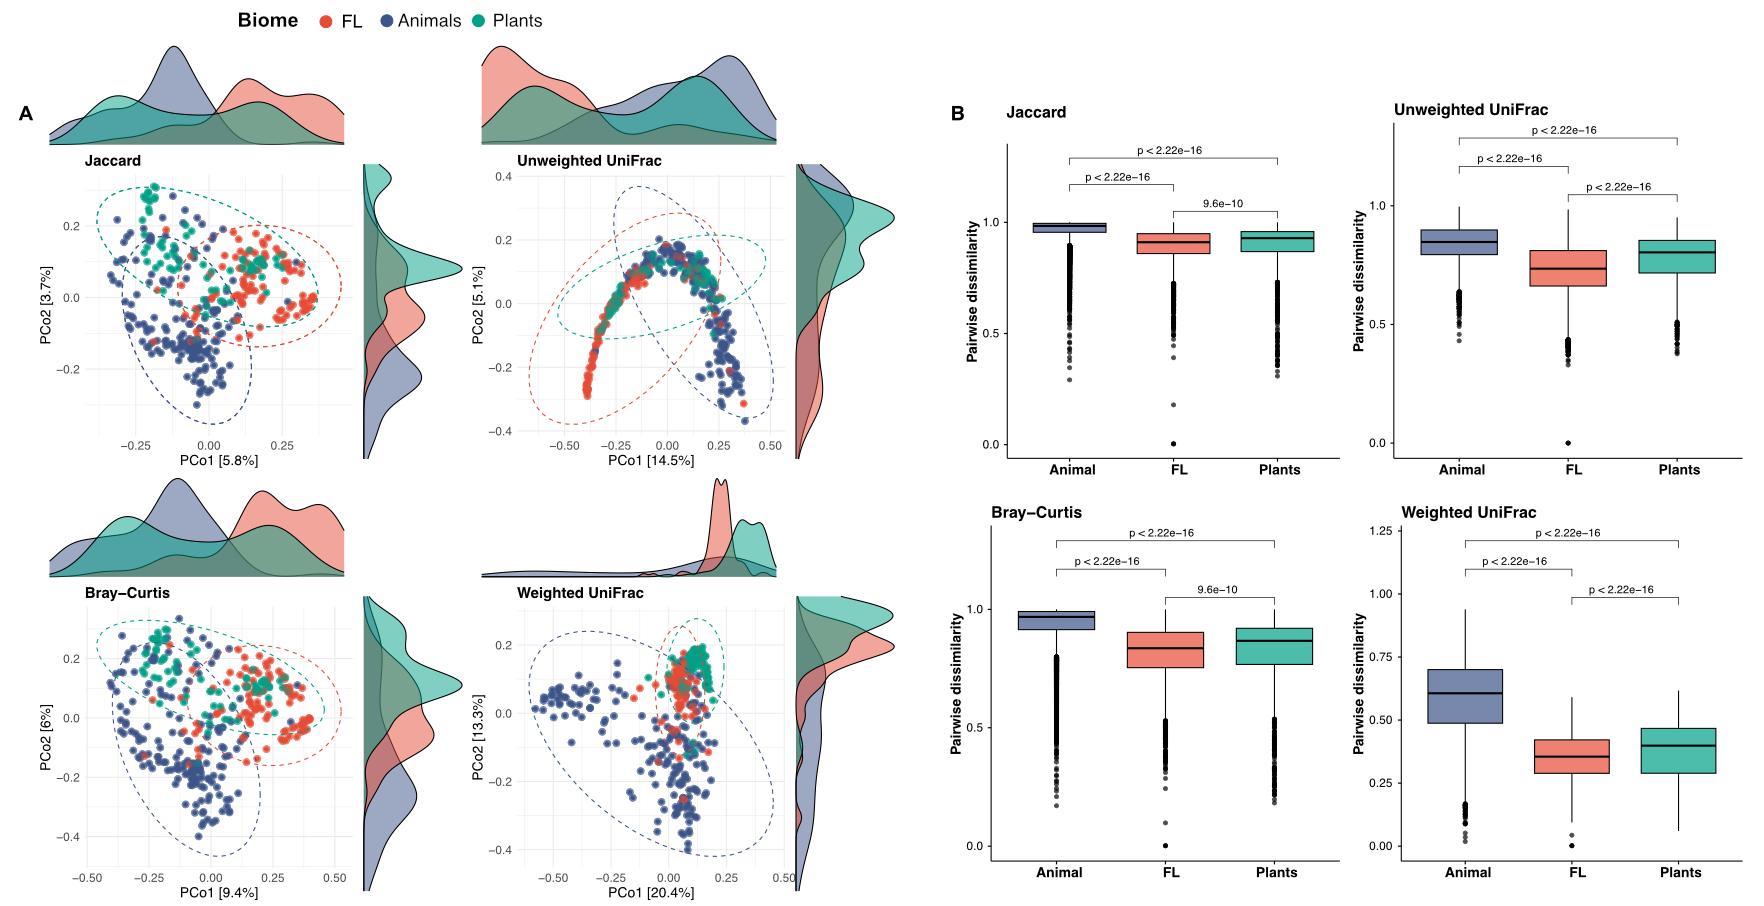 Biome FL Animals Plants
A
Jaccard
0.2
0.0
−0.2
PCo2 [3.7%]
−0.25 0.00 0.25
PCo1 [5.8%]
Unweighted UniFrac
0.4
0.2
0.0
−0.2
−0.4
PCo2 [5.1%]
−0.50 −0.25 0.00 0.25 0.50
PCo1 [14.5%]
Bray−Curtis
0.2
0.0
−0.2
−0.4
PCo2 [6%]
−0.50 −0.25 0.00 0.25 0.50
PCo1 [9.4%]
Weighted UniFrac
0.2
0.0
−0.2
−0.4
PCo2 [13.3%]
−0.50 −0.25 0.00 0.25 0.50
PCo1 [20.4%]
B
Jaccard
p < 2.22e−16
p < 2.22e−16
9.6e−10
1.0
0.5
0.0
Pairwise dissimilarity
Animal FL Plants
Unweighted UniFrac
p < 2.22e−16
p < 2.22e−16
p < 2.22e−16
1.0
0.5
0.0
Pairwise dissimilarity
Animal FL Plants
Bray−Curtis
p < 2.22e−16
p < 2.22e−16
9.6e−10
1.0
0.5
0.0
Pairwise dissimilarity
Animal FL Plants
Weighted UniFrac
1.25
p < 2.22e−16
p < 2.22e−16
p < 2.22e−16
1.00
0.75
0.50
0.25
0.00
Pairwise dissimilarity
Animal FL Plants